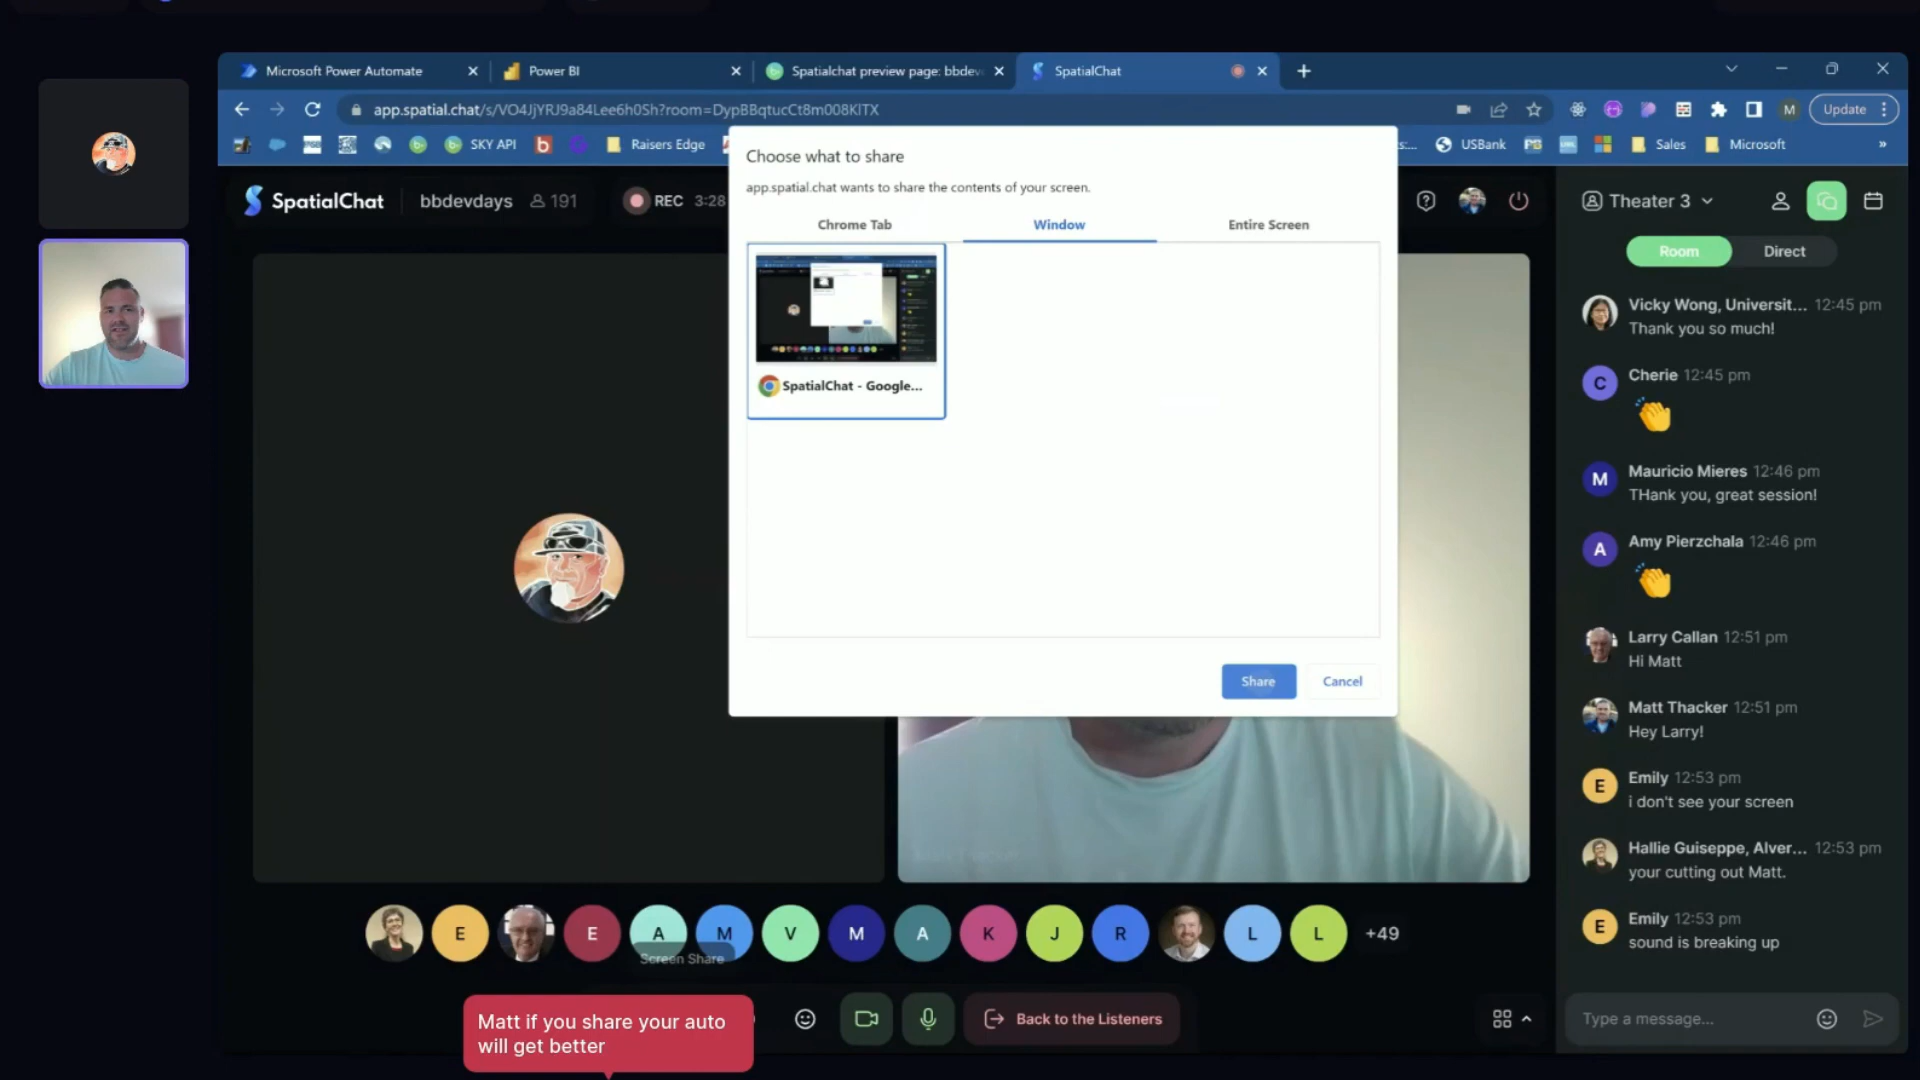 Microsoft Power Automate
Power BI
Spatialchat preview page: bbdev
SpatialChat
app.spatial.chat/s/VO4JjYRJ9a84Lee6h0Sh?room=DypBBqtucCt8m008KlTX
M
Update
SKY API
Raisers Edge
USBank
Sales
Microsoft
»
SpatialChat
bbdevdays
191
REC 3:28
Choose what to share
app.spatial.chat wants to share the contents of your screen.
Chrome Tab
Window
Entire Screen
SpatialChat - Google...
Share
Cancel
Theater 3
Room
Direct
Vicky Wong, Universit... 12:45 pm
Thank you so much!
C
Cherie 12:45 pm
M
Mauricio Mieres 12:46 pm
THank you, great session!
A
Amy Pierzchala 12:46 pm
Larry Callan 12:51 pm
Hi Matt
Matt Thacker 12:51 pm
Hey Larry!
E
Emily 12:53 pm
i don't see your screen
Hallie Guiseppe, Alver... 12:53 pm
your cutting out Matt.
E
Emily 12:53 pm
sound is breaking up
E E A M V M A K J R L L +49
Screen Share
Matt if you share your auto
will get better
Back to the Listeners
Type a message...